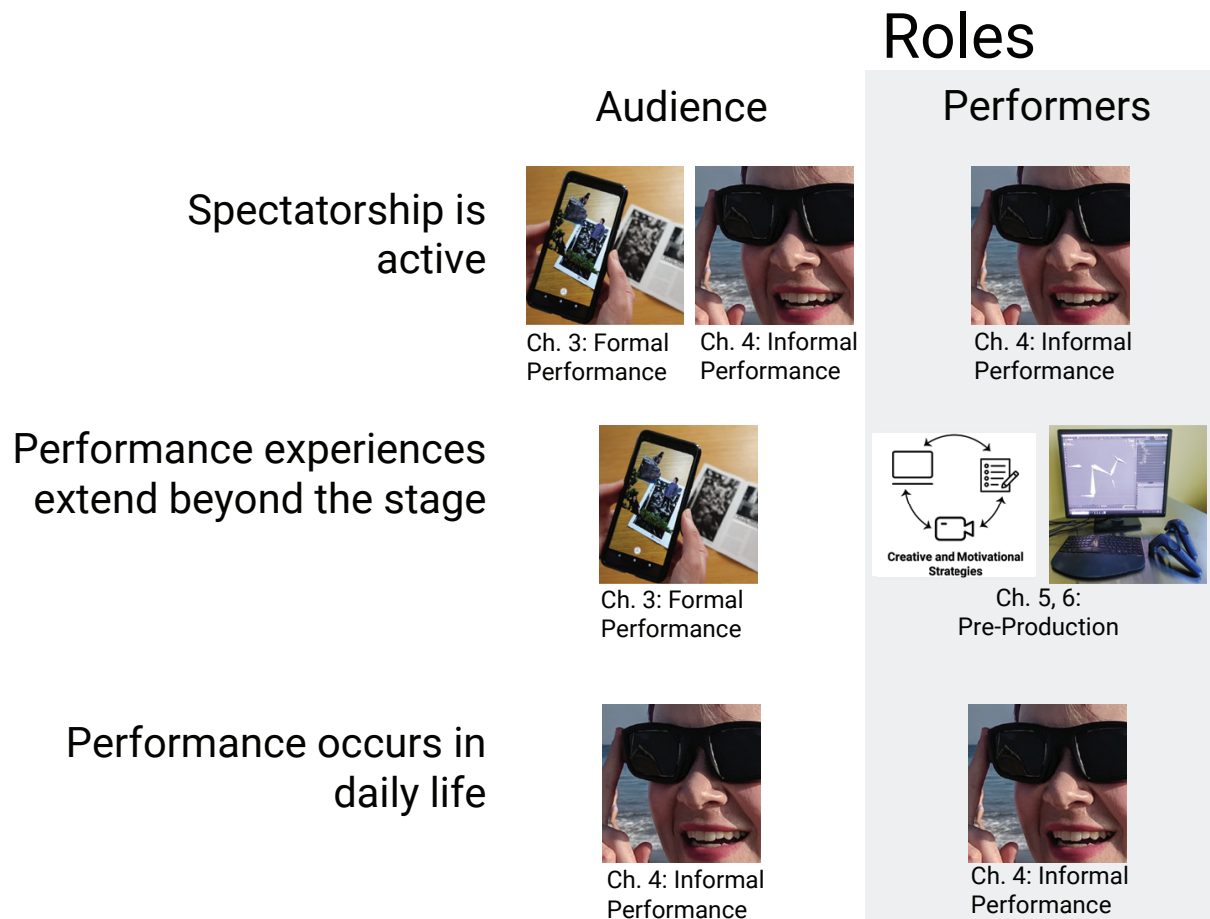 Roles
Audience
Performers
Spectatorship is
active
Ch. 3: Formal
Performance
Ch. 4: Informal
Performance
Ch. 4: Informal
Performance
Performance experiences
extend beyond the stage
Ch. 3: Formal
Performance
Creative and Motivational
Strategies
Ch. 5, 6:
Pre-Production
Performance occurs in
daily life
Ch. 4: Informal
Performance
Ch. 4: Informal
Performance